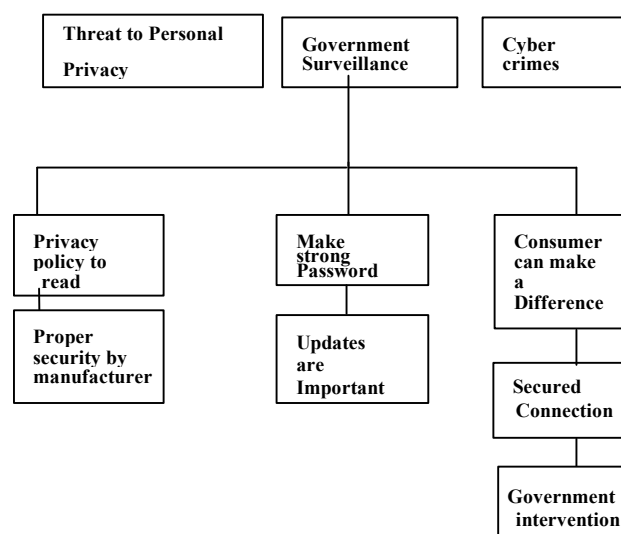 Threat to Personal
Privacy
Government
Surveillance
Cyber
crimes
Privacy
policy to
read
Make
strong
Password
Consumer
can make
a
Difference
Proper
security by
manufacturer
Updates
are
Important
Secured
Connection
Government
intervention